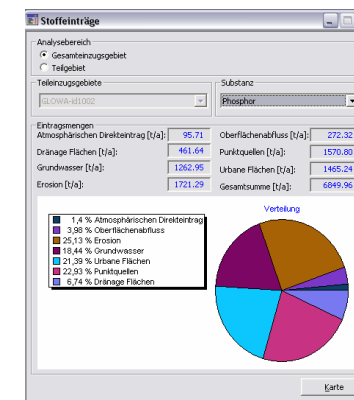 Stoffeinträge
Analysebereich
Gesamteinzugsgebiet
Teilgebiet
Teileinzugsgebiete
Substanz
GLOWA-id1002
Phosphor
Eintragsmengen
Atmosphärischen Direkteintrag [t/a]: 95.71 Oberflächenabfluss [t/a]: 272.32
Dränage Flächen [t/a]: 461.64 Punktquellen [t/a]: 1570.80
Grundwasser [t/a]: 1262.95 Urbane Flächen [t/a]: 1465.24
Erosion [t/a]: 1721.29 Gesamtsumme [t/a]: 6849.96
Verteilung
1,4 % Atmosphärischen Direkteintrag
3,98 % Oberflächenabfluss
25,13 % Erosion
18,44 % Grundwasser
21,39 % Urbane Flächen
22,93 % Punktquellen
6,74 % Dränage Flächen
Karte